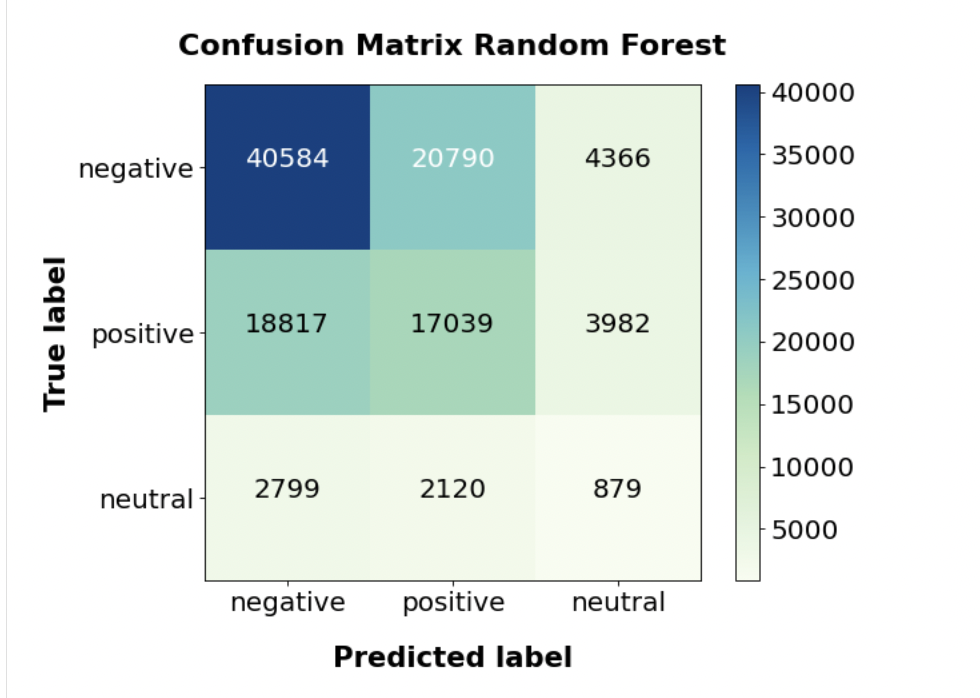 Confusion Matrix Random Forest
True label
negative 40584 20790 4366
positive 18817 17039 3982
neutral 2799 2120 879
negative positive neutral
Predicted label
40000
35000
30000
25000
20000
15000
10000
5000